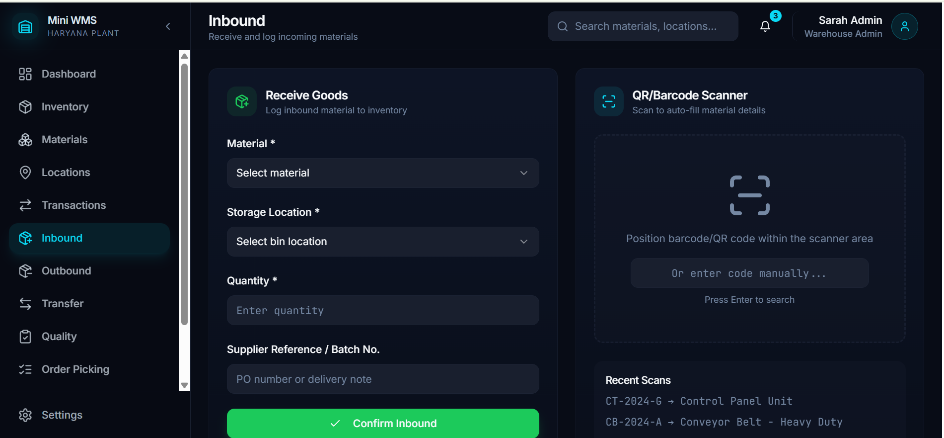 Mini WMS
HARYANA PLANT
Dashboard
Inventory
Materials
Locations
Transactions
Inbound
Outbound
Transfer
Quality
Order Picking
Settings
Inbound
Receive and log incoming materials
Search materials, locations...
3
Sarah Admin
Warehouse Admin
Receive Goods
Log inbound material to inventory
Material *
Select material
Storage Location *
Select bin location
Quantity *
Enter quantity
Supplier Reference / Batch No.
PO number or delivery note
Confirm Inbound
QR/Barcode Scanner
Scan to auto-fill material details
Position barcode/QR code within the scanner area
Or enter code manually...
Press Enter to search
Recent Scans
CT-2024-G → Control Panel Unit
CB-2024-A → Conveyor Belt - Heavy Duty